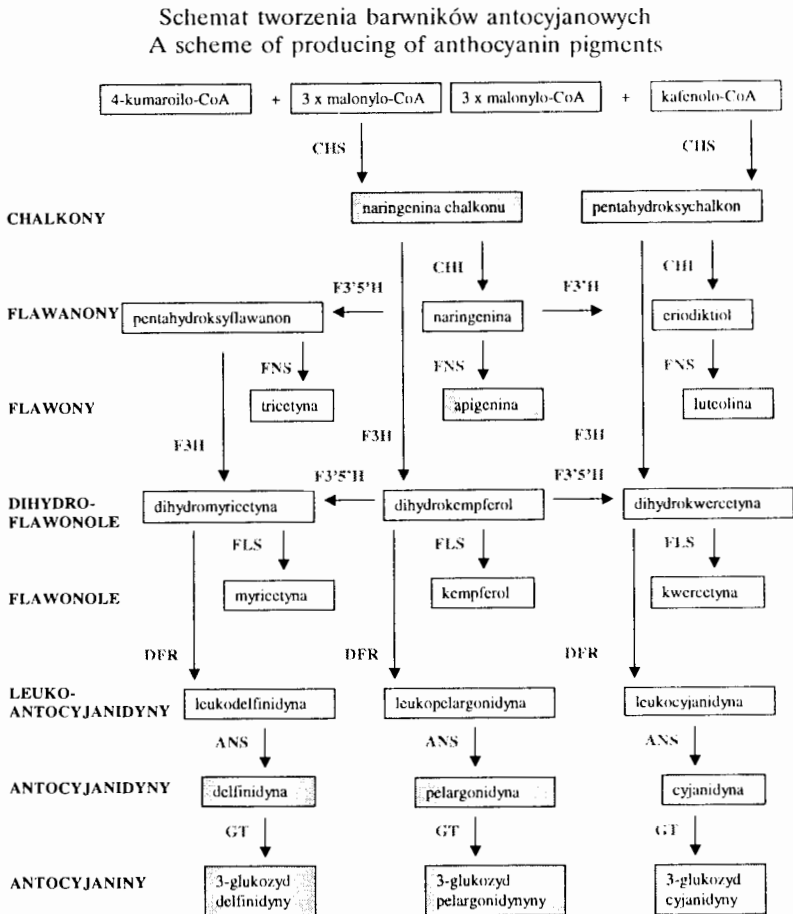 Schemat tworzenia barwników antocyjanowych
A scheme of producing of anthocyanin pigments
4-kumaroilo-CoA + 3 x malonylo-CoA 3 x malonylo-CoA + kafenolo-CoA
CHS CHS
CHALKONY naringenina chalkonu pentahydroksychalkon
CHI CHI
F3'5'H F3'H
FLAWANONY pentahydroksyflawanon naringenina eriodiktiol
FNS FNS FNS
FLAWONY tricetyna apigenina luteolina
F3H F3H F3H
F3'5'H F3'5'H
DIHYDRO-
FLAWONOLE dihydromyricetyna dihydrokempferol dihydrokwercetyna
FLS FLS FLS
FLAWONOLE myricetyna kempferol kwercetyna
DFR DFR DFR
LEUKO-
ANTOCYJANIDYNY leukodelfinidyna leukopelargonidyna leukocyjanidyna
ANS ANS ANS
ANTOCYJANIDYNY delfinidyna pelargonidyna cyjanidyna
GT GT GT
ANTOCYJANINY 3-glukozyd 3-glukozyd 3-glukozyd
delfinidyny pelargonidynyny cyjanidyny